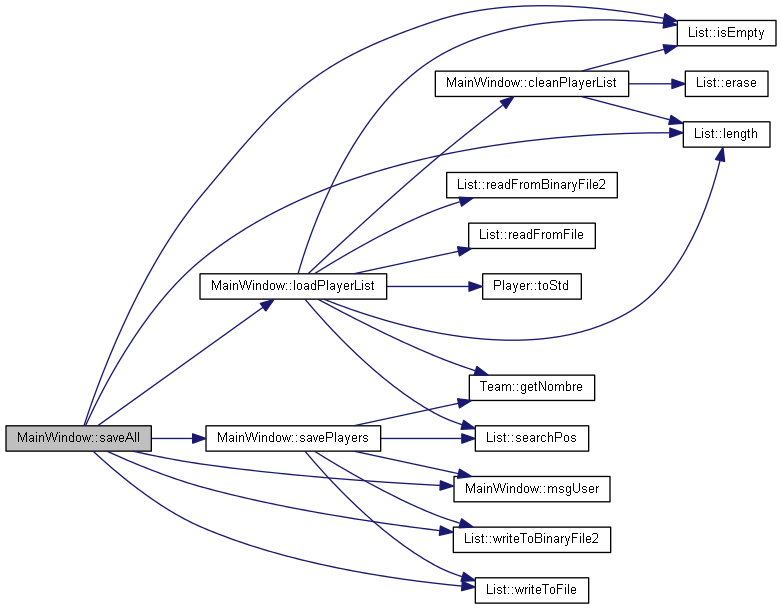 List::isEmpty
MainWindow::cleanPlayerList
List::erase
List::length
List::readFromBinaryFile2
List::readFromFile
MainWindow::loadPlayerList
Player::toStd
Team::getNombre
MainWindow::saveAll
MainWindow::savePlayers
List::searchPos
MainWindow::msgUser
List::writeToBinaryFile2
List::writeToFile